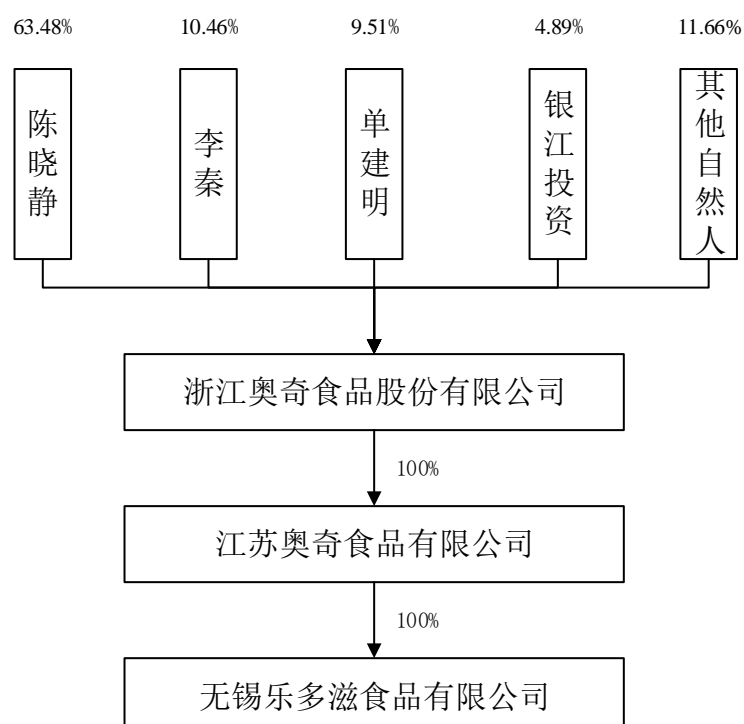 63.48% 10.46% 9.51% 4.89% 11.66%
陈晓静
李秦
单建明
银江投资
其他自然人
浙江奥奇食品股份有限公司
100%
江苏奥奇食品有限公司
100%
无锡乐多滋食品有限公司